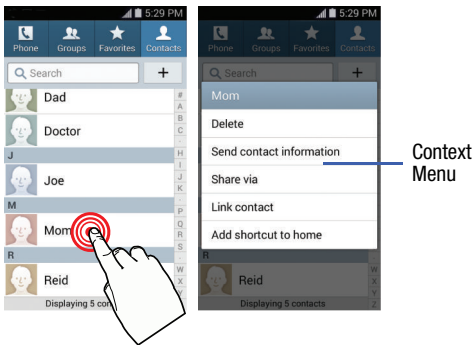 5:29 PM
Phone Groups Favorites Contacts
Search +
Dad
Doctor
J
Joe
M
Mom
R
Reid
Displaying 5 contacts
#
A
B
C
H
I
J
K
P
Q
R
S
W
X
Y
Z
5:29 PM
Phone Groups Favorites Contacts
Search +
Mom
Delete
Send contact information
Share via
Link contact
Add shortcut to home
R
Reid
Displaying 5 contacts
W
X
Y
Z
Context
Menu